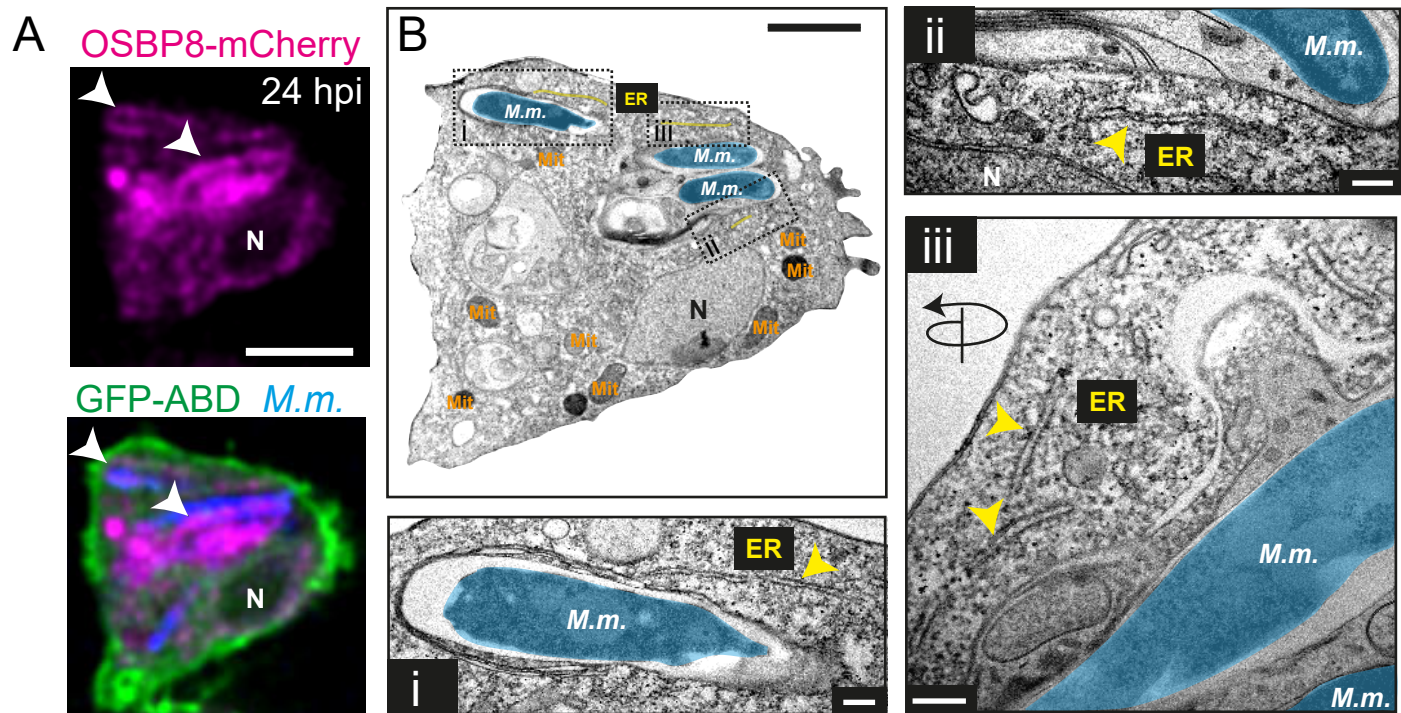 A
OSBP8-mCherry
24 hpi
N
GFP-ABD M.m.
N
B
M.m.
i
ER
iii
M.m.
M.m.
ii
Mit
Mit
Mit
N
Mit
Mit
Mit
Mit
Mit
ER
M.m.
i
ii
M.m.
ER
N
iii
ER
M.m.
M.m.